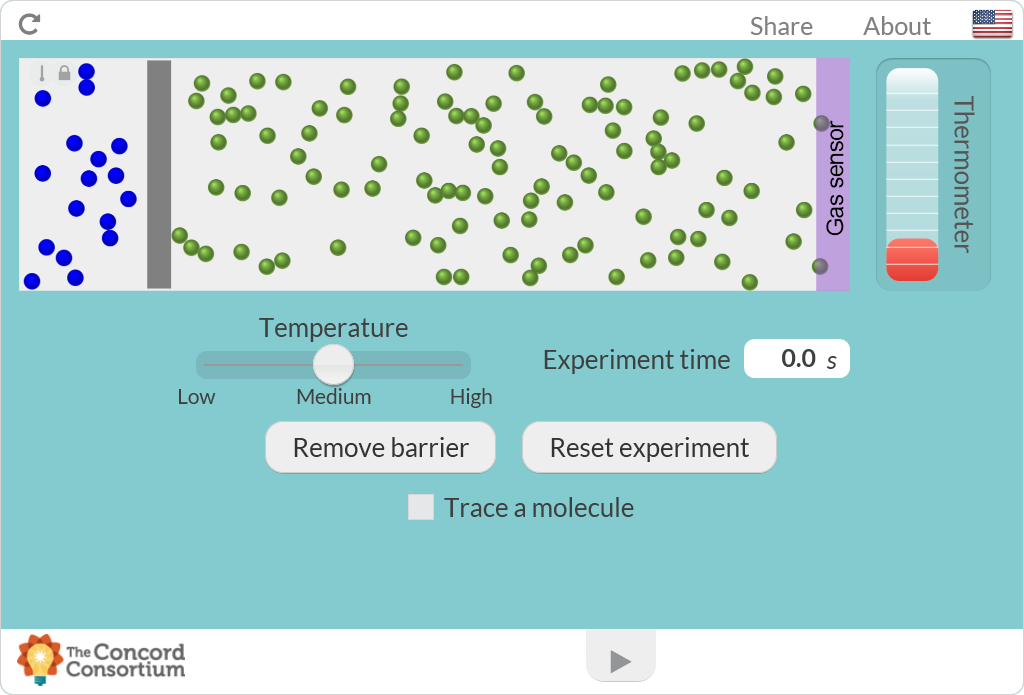 Share
About
Gas sensor
Thermometer
Temperature
Low
Medium
High
Experiment time
0.0 s
Remove barrier
Reset experiment
Trace a molecule
The Concord
Consortium